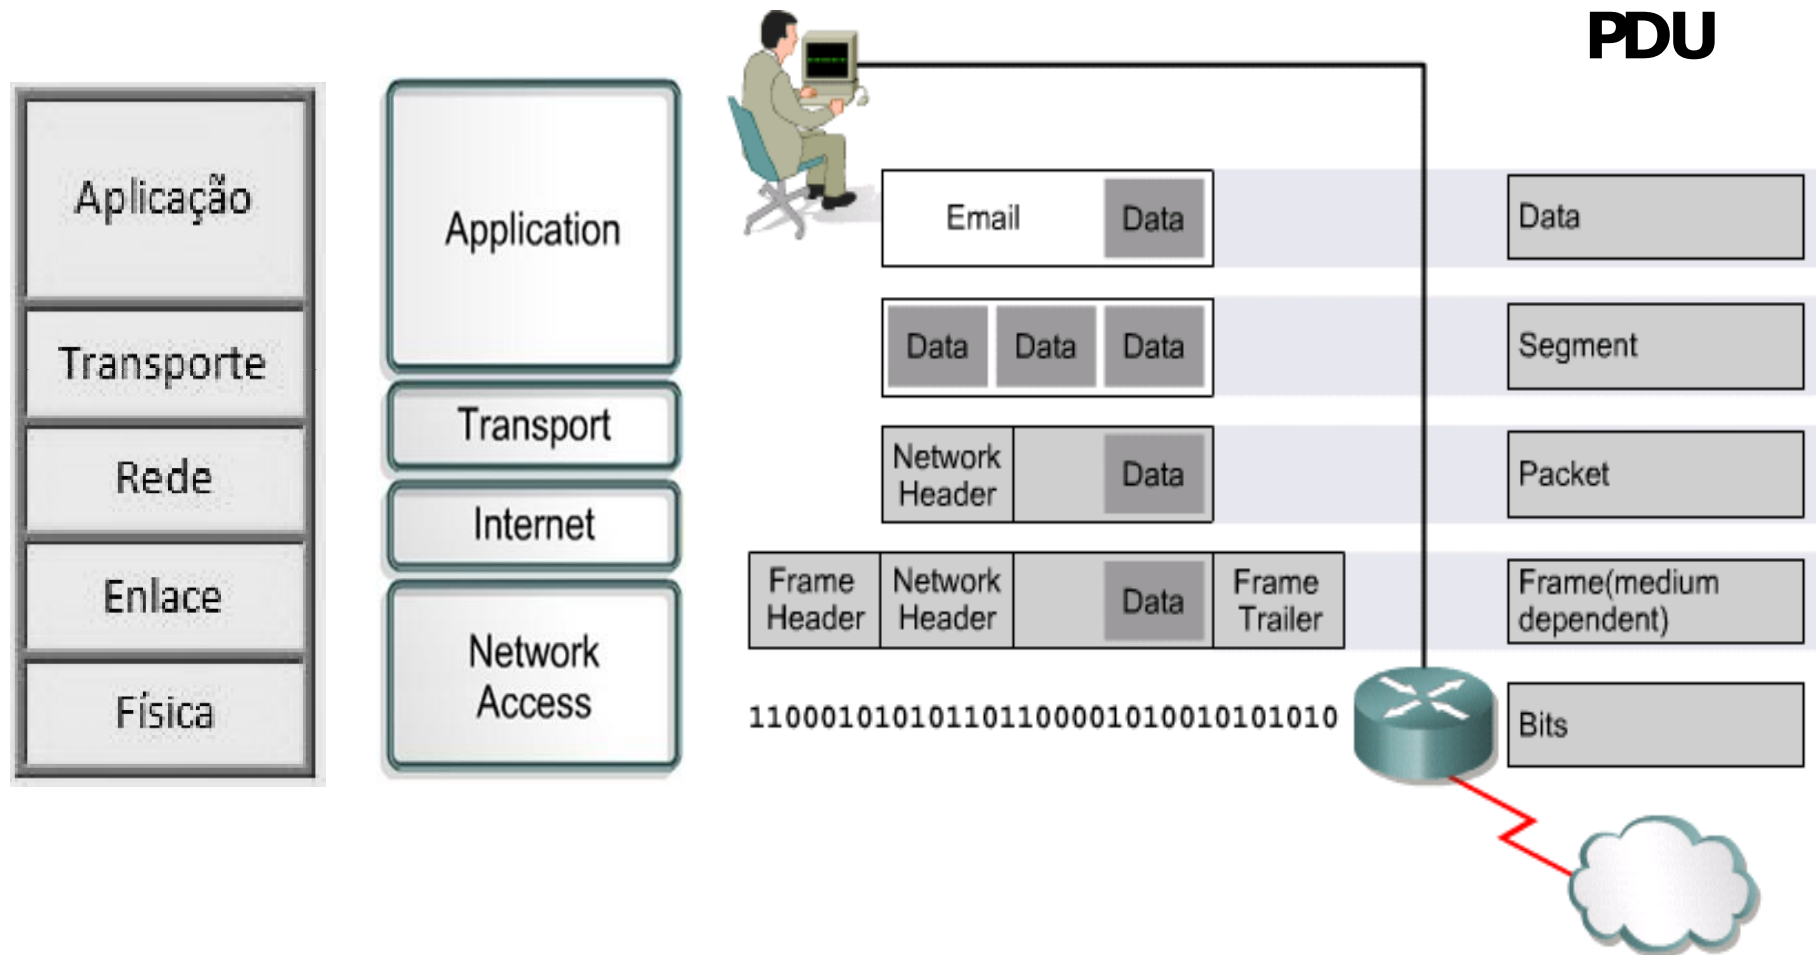 PDU
Aplicação
Transporte
Rede
Enlace
Física
Application
Transport
Internet
Network
Access
Email Data
Data Data Data
Network
Header
Data
Frame
Header
Network
Header
Data
Frame
Trailer
110001010101101100001010010101010
Data
Segment
Packet
Frame(medium
dependent)
Bits